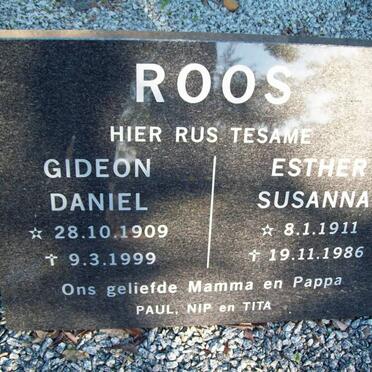 ROOS
HIER RUS TESAME
GIDEON
DANIEL
☆ 28.10.1909
✝ 9.3.1999
ESTHER
SUSANNA
☆ 8.1.1911
✝ 19.11.1986
Ons geliefde Mamma en Pappa
PAUL, NIP en TITA